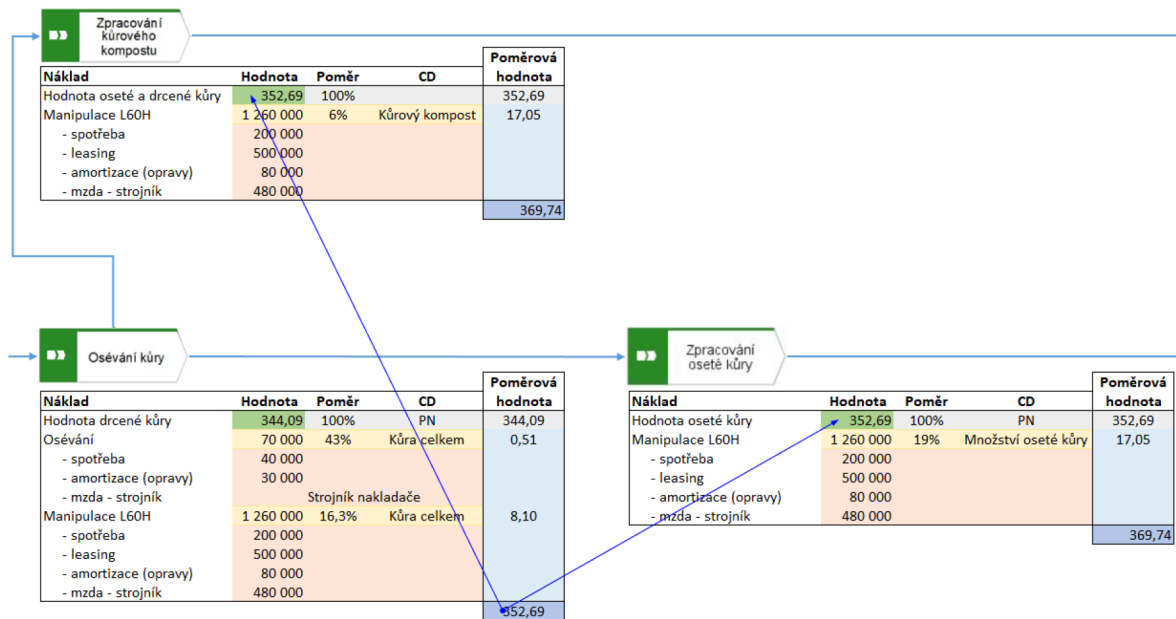 Zpracování
kůrového
kompostu
Poměrová
Náklad Hodnota Poměr CD hodnota
Hodnota oseté a drcené kůry 352,69 100% 352,69
Manipulace L60H 1 260 000 6% Kůrový kompost 17,05
- spotřeba 200 000
- leasing 500 000
- amortizace (opravy) 80 000
- mzda - strojník 480 000
369,74
Osévání kůry
Poměrová
Náklad Hodnota Poměr CD hodnota
Hodnota drcené kůry 344,09 100% PN 344,09
Osévání 70 000 43% Kůra celkem 0,51
- spotřeba 40 000
- amortizace (opravy) 30 000
- mzda - strojník Strojník nakladače
Manipulace L60H 1 260 000 16,3% Kůra celkem 8,10
- spotřeba 200 000
- leasing 500 000
- amortizace (opravy) 80 000
- mzda - strojník 480 000
352,69
Zpracování
oseté kůry
Poměrová
Náklad Hodnota Poměr CD hodnota
Hodnota oseté kůry 352,69 100% PN 352,69
Manipulace L60H 1 260 000 19% Množství oseté kůry 17,05
- spotřeba 200 000
- leasing 500 000
- amortizace (opravy) 80 000
- mzda - strojník 480 000
369,74